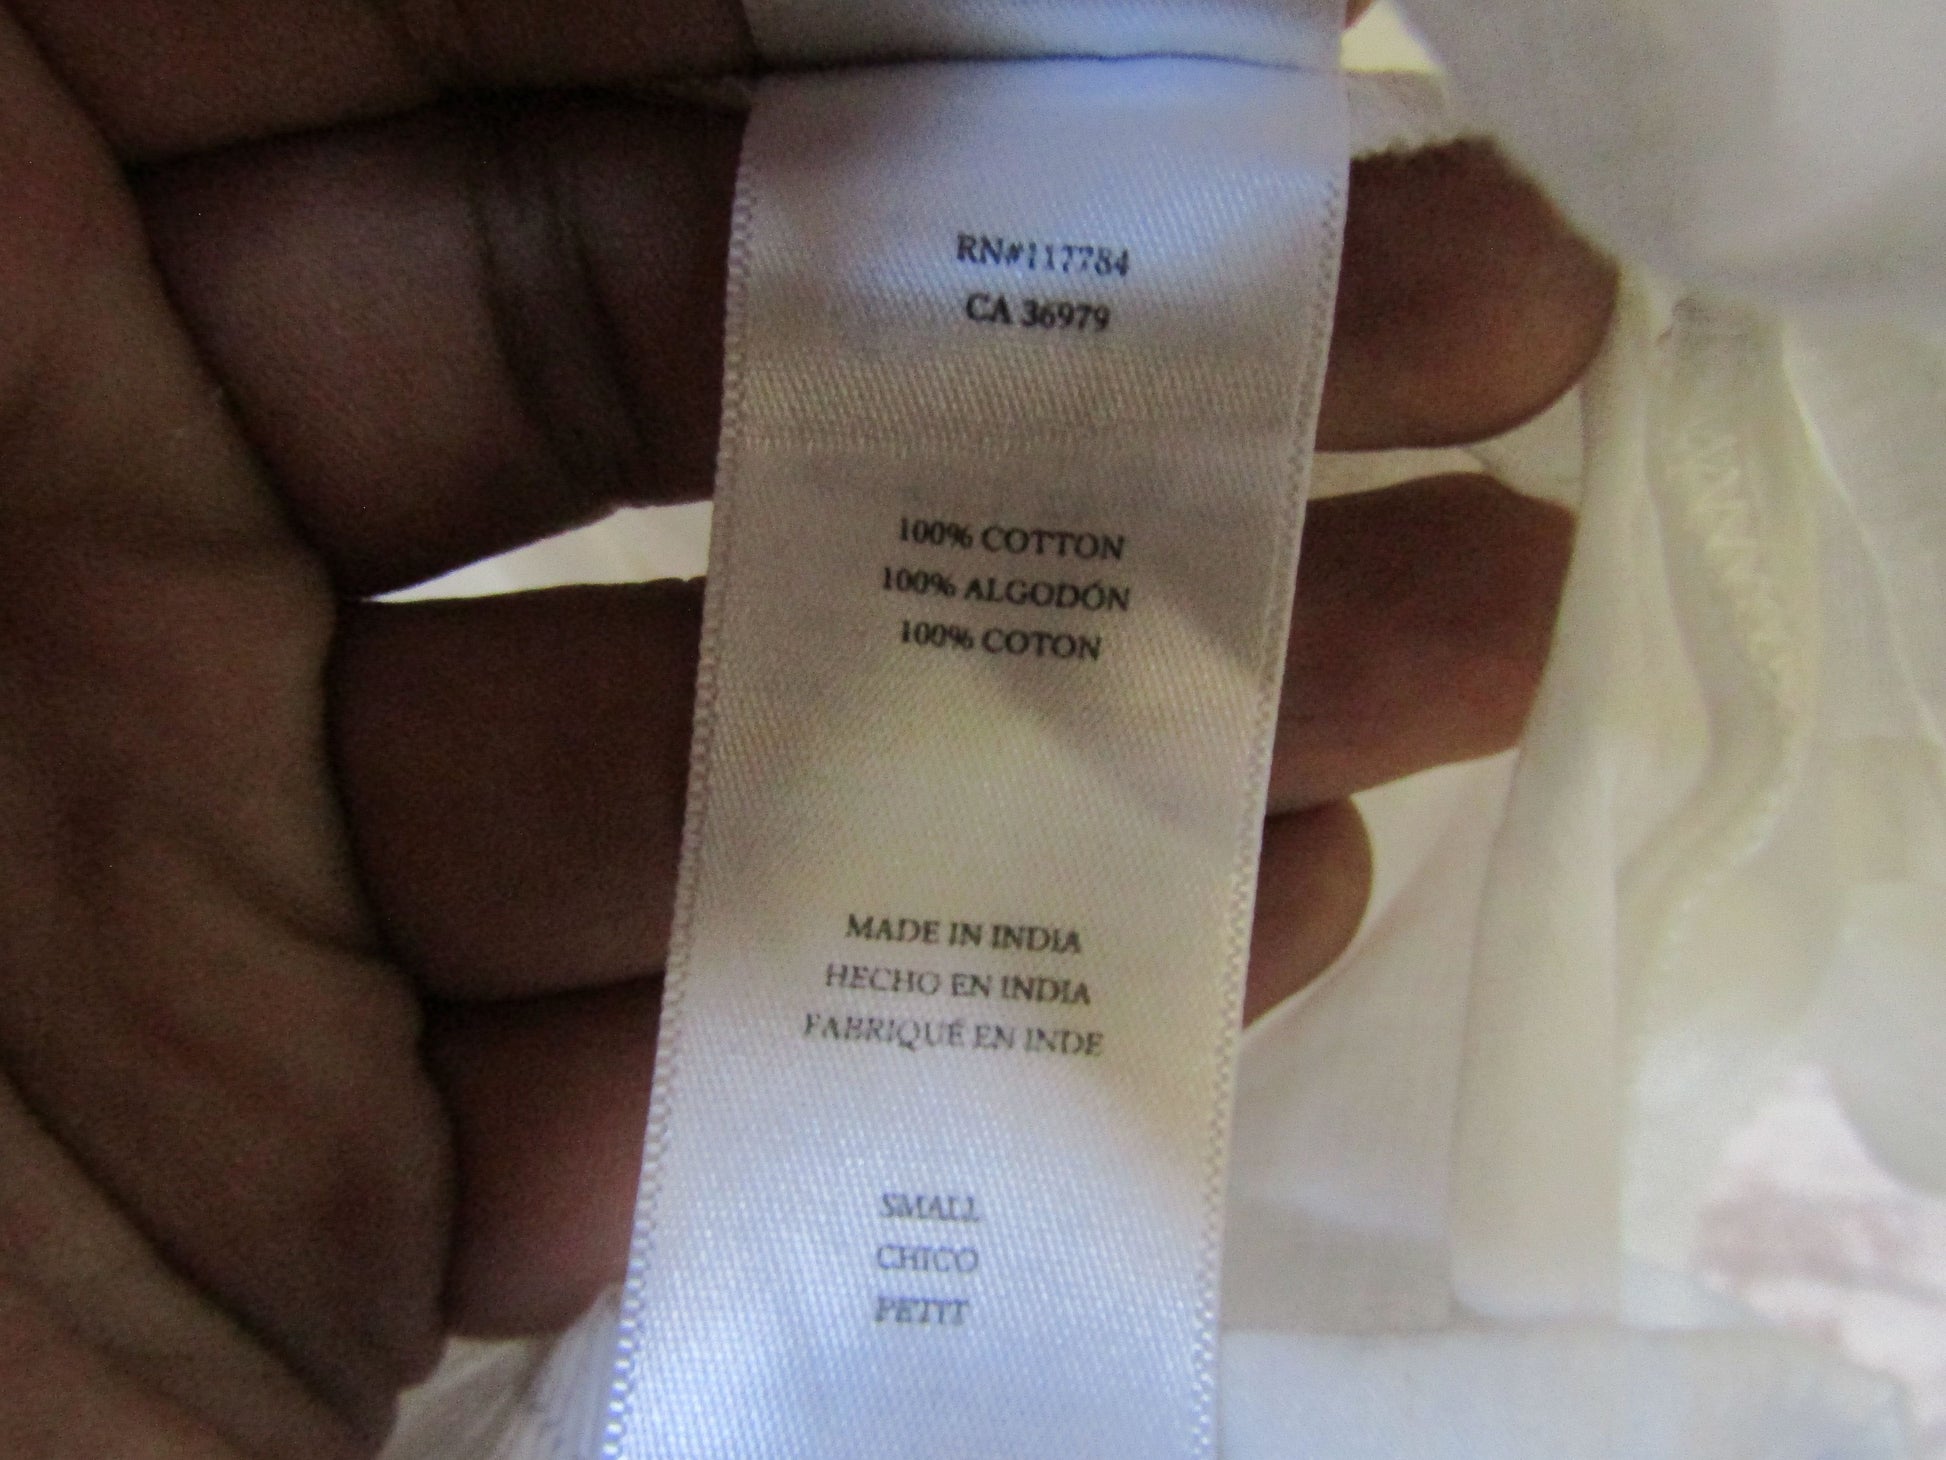 RN#117784
CA 36979
100% COTTON
100% ALGODÓN
100% COTON
MADE IN INDIA
HECHO EN INDIA
FABRIQUÉ EN INDE
SMALL
CHICO
PETIT